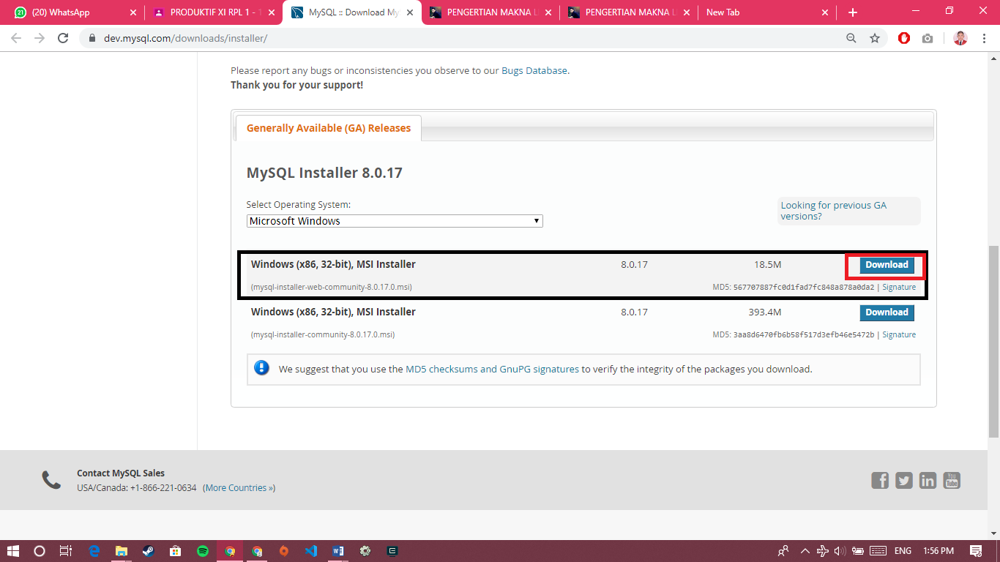 (20) WhatsApp
PRODUKTIF XI RPL 1 - 1
MySQL :: Download My
PENGERTIAN MAKNA L
PENGERTIAN MAKNA L
New Tab
dev.mysql.com/downloads/installer/
Please report any bugs or inconsistencies you observe to our Bugs Database.
Thank you for your support!
Generally Available (GA) Releases
MySQL Installer 8.0.17
Select Operating System:
Microsoft Windows
Looking for previous GA
versions?
Windows (x86, 32-bit), MSI Installer 8.0.17 18.5M Download
(mysql-installer-web-community-8.0.17.0.msi) MD5: 567707887fc0d1fad7fc848a878a0da2 | Signature
Windows (x86, 32-bit), MSI Installer 8.0.17 393.4M Download
(mysql-installer-community-8.0.17.0.msi) MD5: 3aa8d6470fb6b58f517d3efb46e5472b | Signature
We suggest that you use the MD5 checksums and GnuPG signatures to verify the integrity of the packages you download.
Contact MySQL Sales
USA/Canada: +1-866-221-0634 (More Countries »)
You
Tube
ENG 1:56 PM